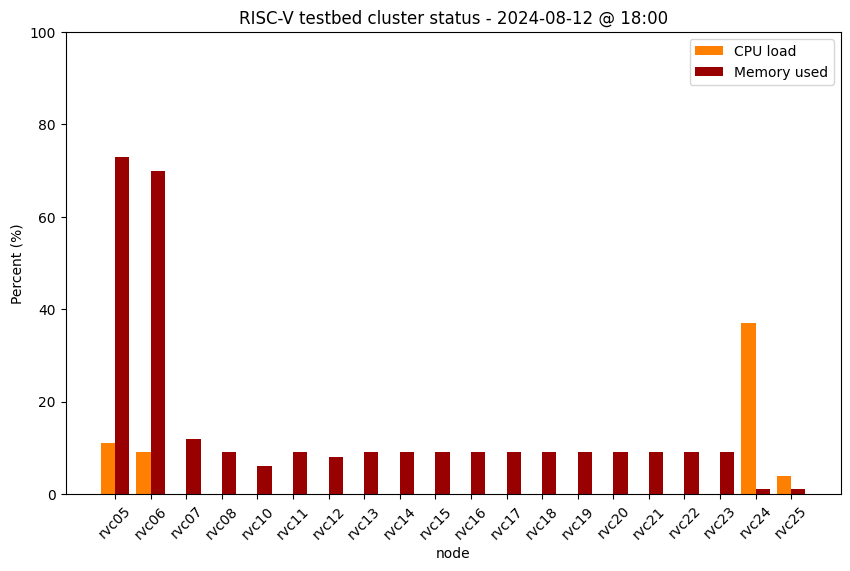 RISC-V testbed cluster status - 2024-08-12 @ 18:00
CPU load
Memory used
Percent (%)
100
80
60
40
20
0
rvc05 rvc06 rvc07 rvc08 rvc10 rvc11 rvc12 rvc13 rvc14 rvc15 rvc16 rvc17 rvc18 rvc19 rvc20 rvc21 rvc22 rvc23 rvc24 rvc25
node